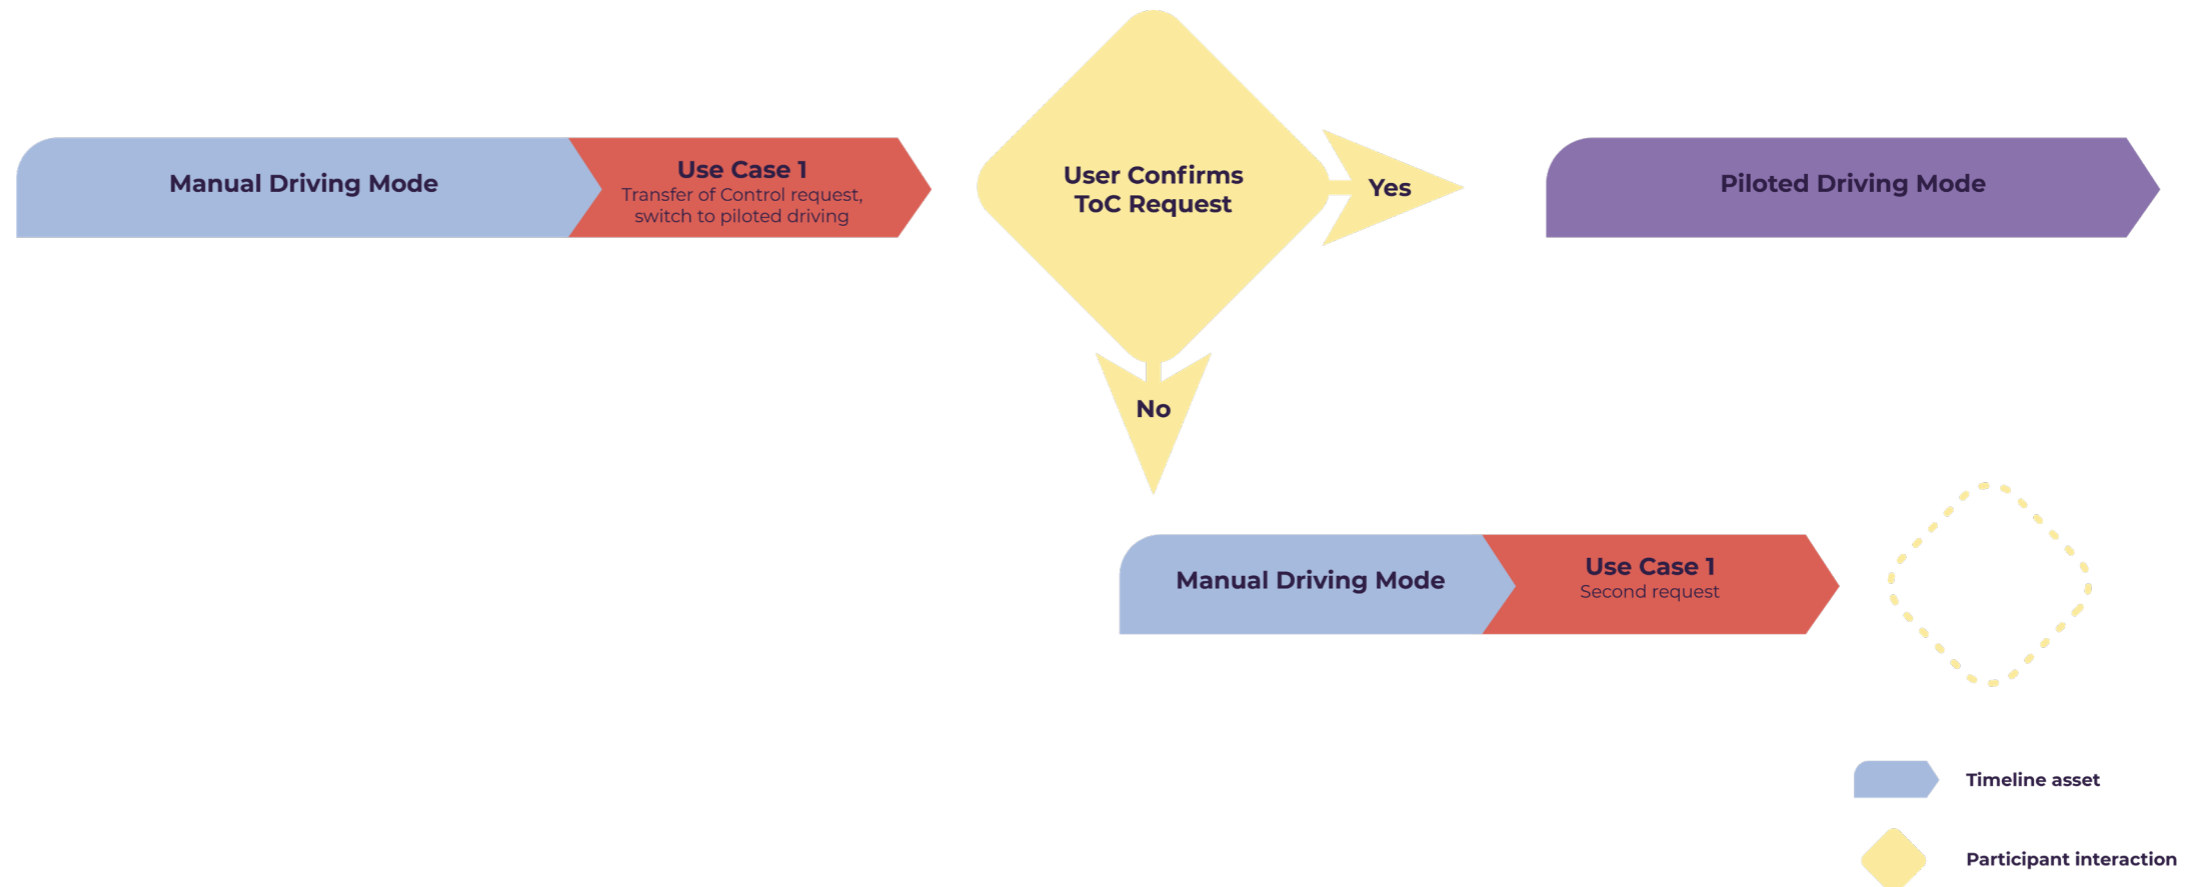 Manual Driving Mode
Use Case 1
Transfer of Control request,
switch to piloted driving
User Confirms
ToC Request
Yes
Piloted Driving Mode
No
Manual Driving Mode
Use Case 1
Second request
Timeline asset
Participant interaction